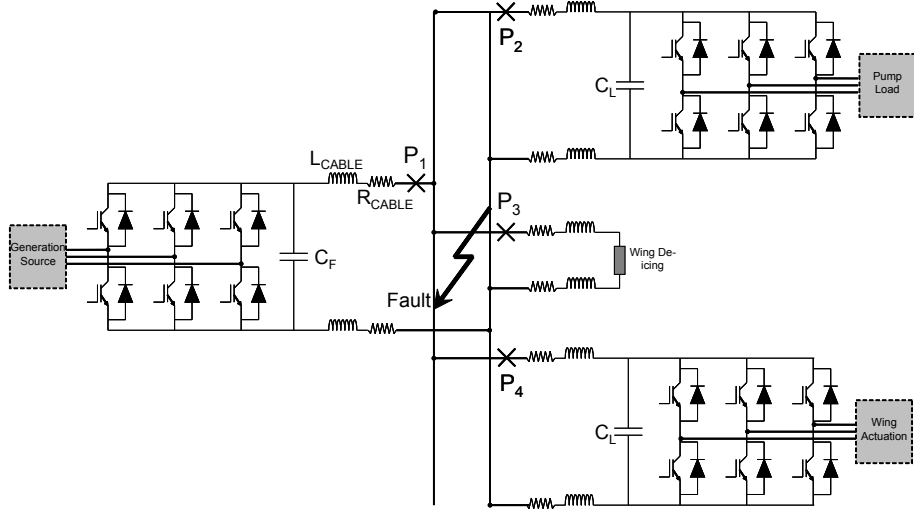 P2
CL
Pump
Load
LCABLE
P1
RCABLE
P3
Generation
Source
CF
Wing De-
icing
Fault
P4
CL
Wing
Actuation